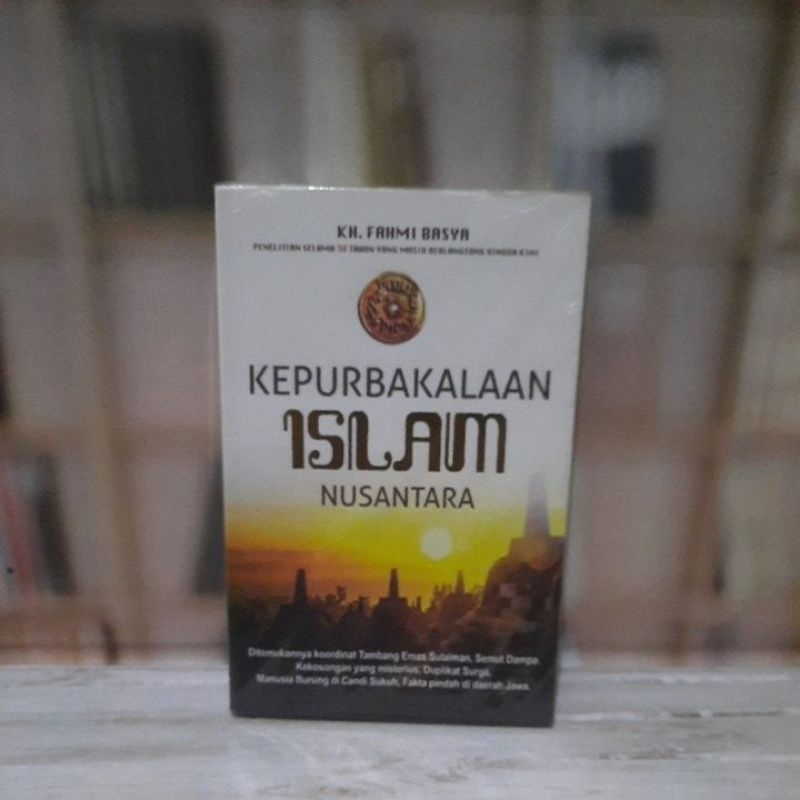 KH. FAHMI BASYA
PENELITIAN SELAMA 30 TAHUN YANG MASIH BERLANGSUNG HINGGA KINI
KEPURBAKALAAN
ISLAM
NUSANTARA
Ditemukannya koordinat Tambang Emas Sulaiman, Semut Dampa,
Kekosongan yang misterius, Duplikat Surga,
Manusia Burung di Candi Sukuh, Fakta pindah di daerah Jawa.